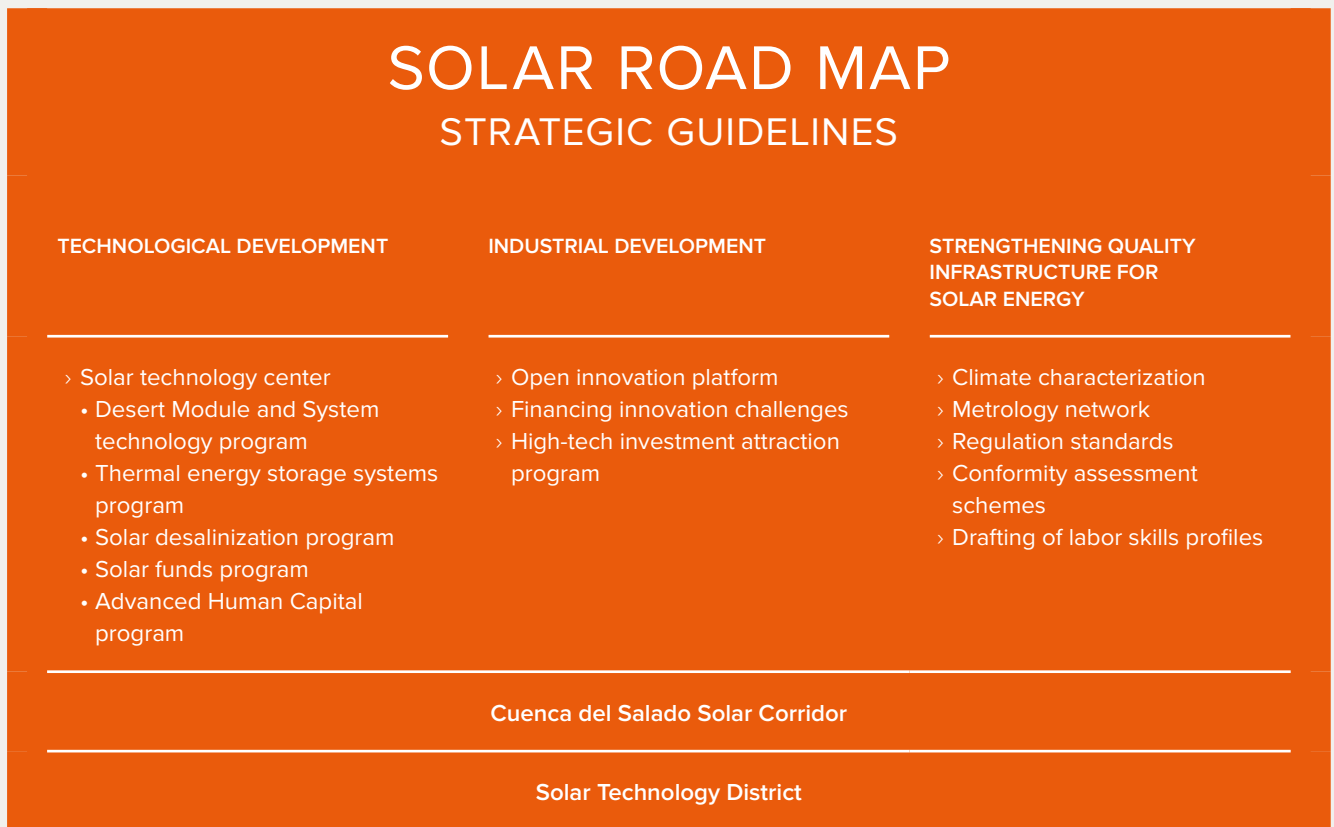 SOLAR ROAD MAP
STRATEGIC GUIDELINES
TECHNOLOGICAL DEVELOPMENT
› Solar technology center
• Desert Module and System
technology program
• Thermal energy storage systems
program
• Solar desalinization program
• Solar funds program
• Advanced Human Capital
program
INDUSTRIAL DEVELOPMENT
› Open innovation platform
› Financing innovation challenges
› High-tech investment attraction
program
STRENGTHENING QUALITY
INFRASTRUCTURE FOR
SOLAR ENERGY
› Climate characterization
› Metrology network
› Regulation standards
› Conformity assessment
schemes
› Drafting of labor skills profiles
Cuenca del Salado Solar Corridor
Solar Technology District